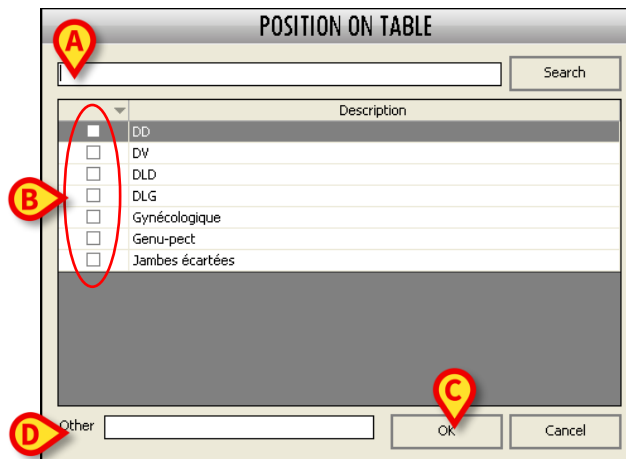 POSITION ON TABLE
A
Search
Description
DD
DV
DLD
B
DLG
Gynécologique
Genu-pect
Jambes écartées
C
D
Other
OK
Cancel